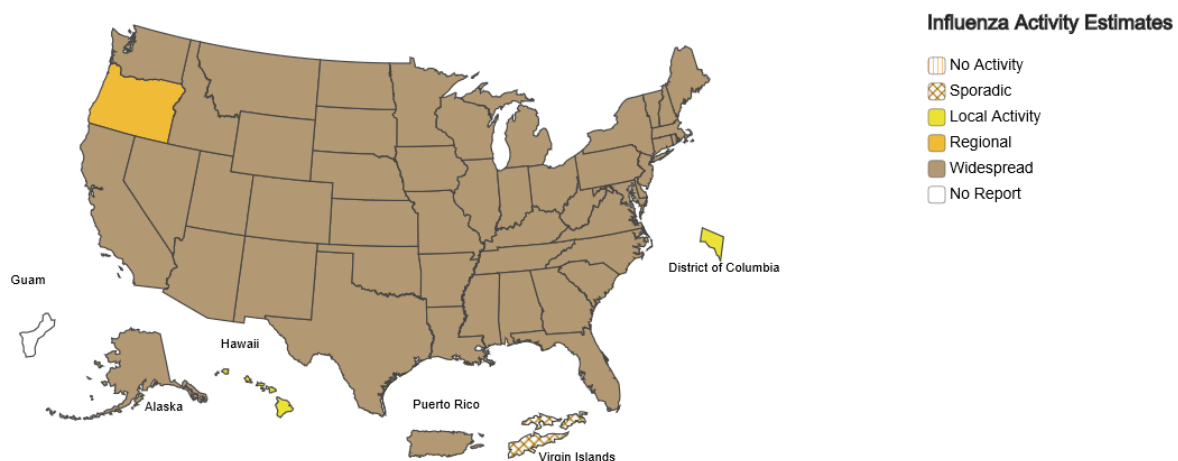 Influenza Activity Estimates
No Activity
Sporadic
Local Activity
Regional
Widespread
No Report
District of Columbia
Guam
Hawaii
Alaska
Puerto Rico
Virgin Islands